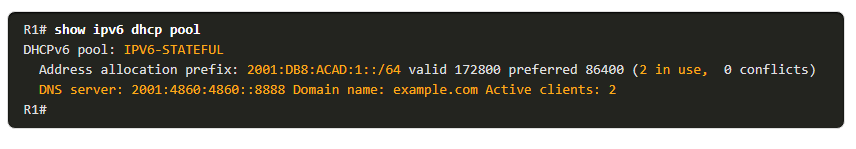 R1# show ipv6 dhcp pool
DHCPv6 pool: IPV6-STATEFUL
  Address allocation prefix: 2001:DB8:ACAD:1::/64 valid 172800 preferred 86400 (2 in use,  0 conflicts)
  DNS server: 2001:4860:4860::8888 Domain name: example.com Active clients: 2
R1#